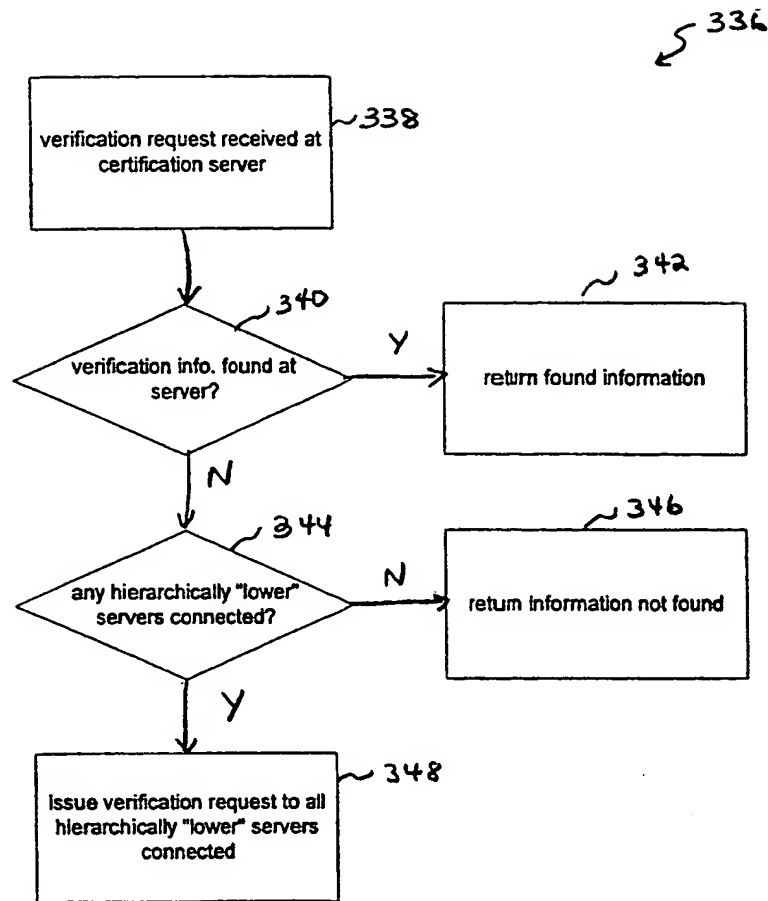 336
verification request received at
certification server
338
340
verification info. found at
server?
Y
342
return found information
N
344
any hierarchically "lower"
servers connected?
N
346
return information not found
Y
348
issue verification request to all
hierarchically "lower" servers
connected